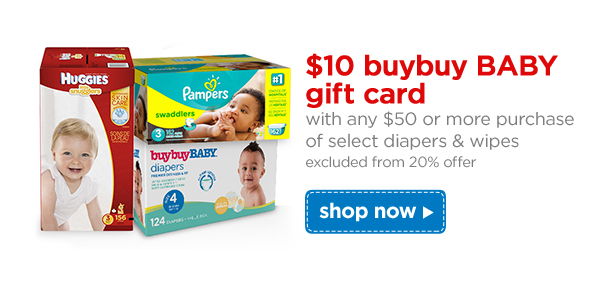 $10 buybuy BABY
gift card
with any $50 or more purchase
of select diapers & wipes
excluded from 20% offer
shop now
HUGGIES
snugglers
156
#1
Pampers
swaddlers
3
162
buybuyBABY
diapers
4
124